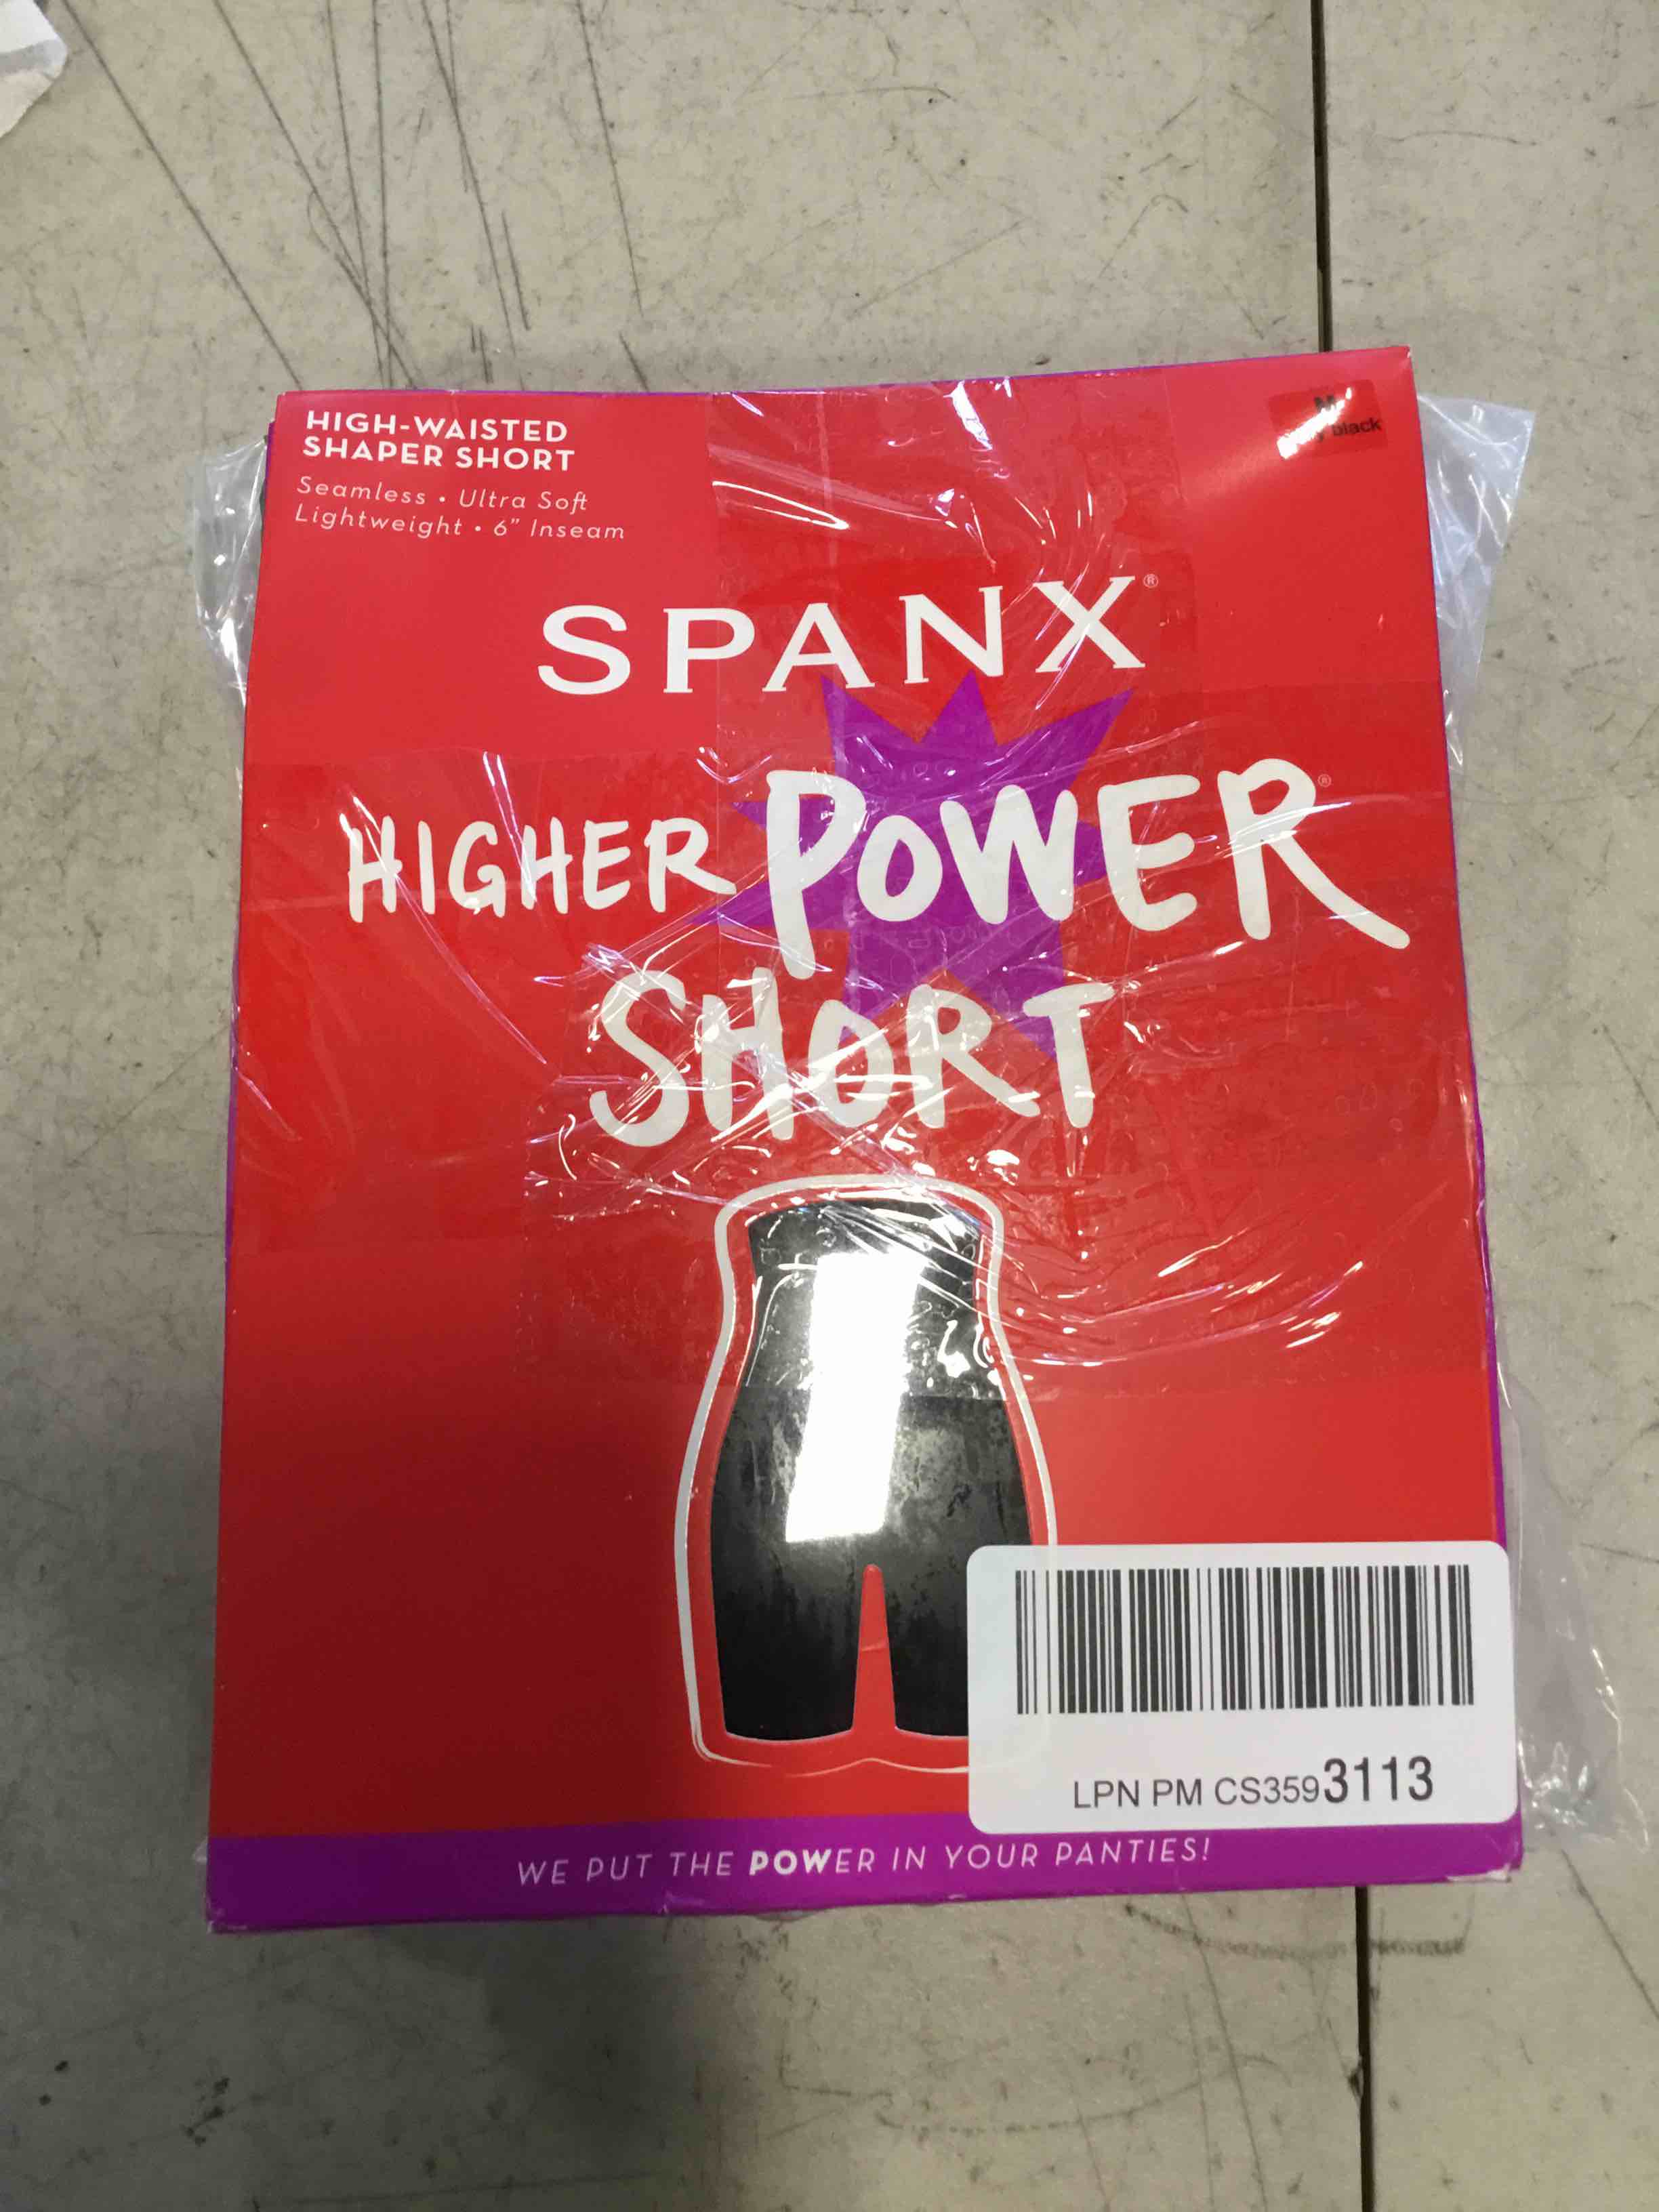 HIGH-WAISTED
SHAPER SHORT
Seamless • Ultra Soft
Lightweight • 6” Inseam
M
black
SPANX®
HIGHER POWER®
SHORT
LPN PM CS3593113
WE PUT THE POWER IN YOUR PANTIES!